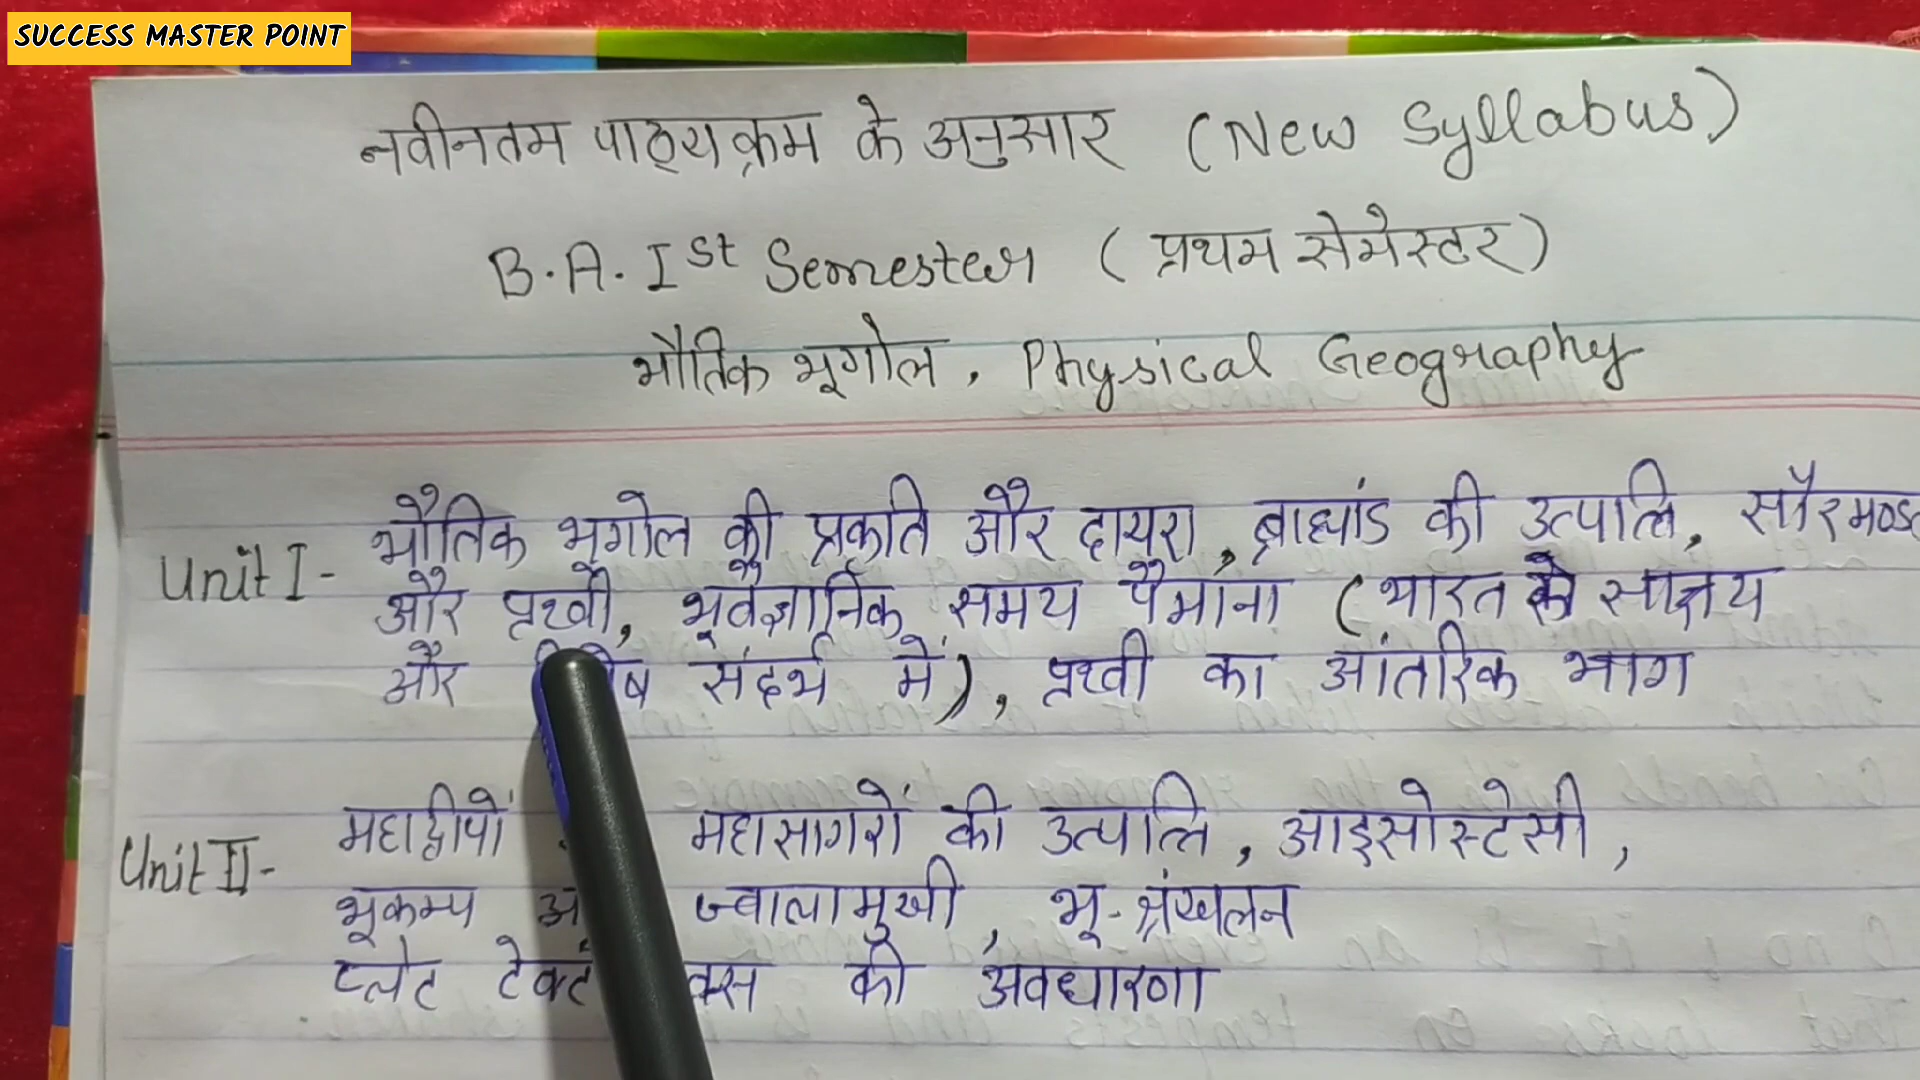 SUCCESS MASTER POINT
नवीनतम पाठ्यक्रम के अनुसार (New Syllabus)
B.A. Ist Semester (प्रथम सेमेस्टर)
भौतिक भूगोल, Physical Geography
Unit I- भौतिक भूगोल की प्रकृति और दायरा, ब्राह्मांड की उत्पत्ति, सौरमण्ड
और पृथ्वी, भूवैज्ञानिक समय पैमाना (भारत के
और संदर्भ में), पृथ्वी का आंतरिक भाग
Unit II- महाद्वीपों महासागरों की उत्पत्ति, आइसोस्टेसी,
भूकम्प ज्वालामुखी, भू-श्रंखलन
प्लेट की अवधारणा